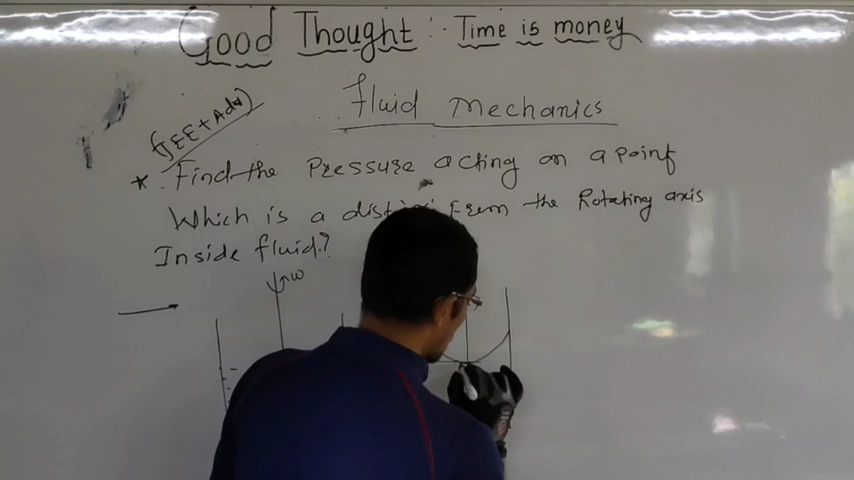 Good Thought :- Time is money
Fluid Mechanics
(JEE+Adv)
* Find the Pressure acting on a point
Which is a from the Rotating axis
Inside fluid?
ω